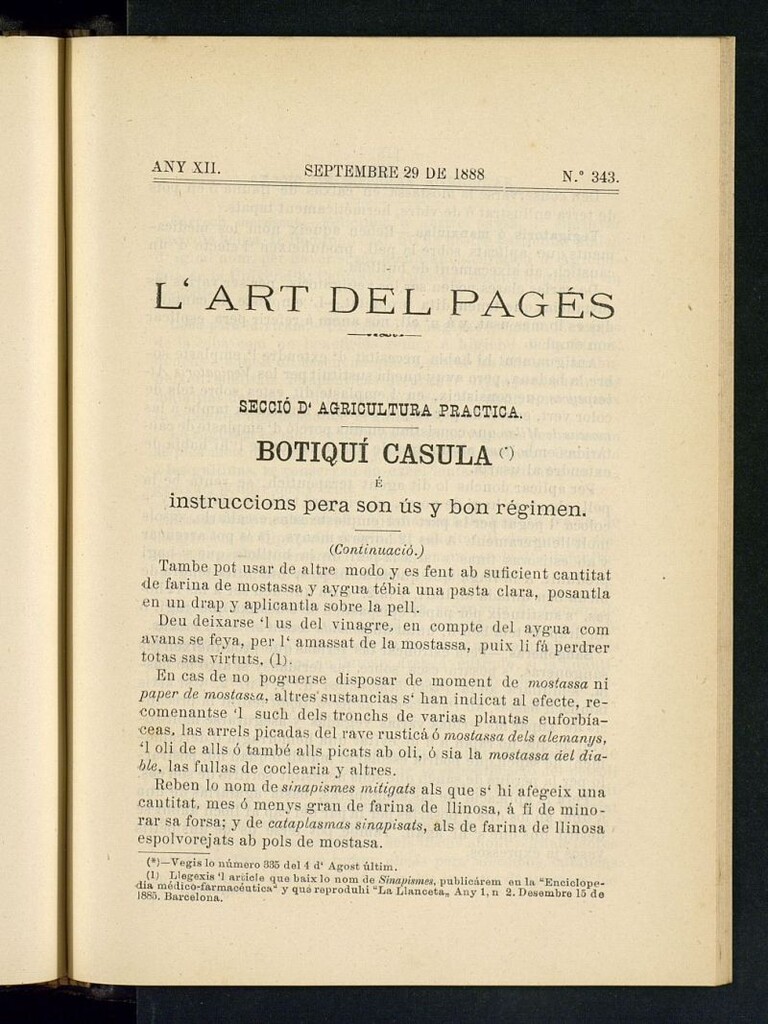 ANY XII. SEPTEMBRE 29 DE 1888 N.º 343.
L‘ ART DEL PAGÉS
SECCIÓ D‘ AGRICULTURA PRACTICA.
BOTIQUÍ CASULA (*)
É
instruccions pera son ús y bon régimen.
(Continuació.)
Tambe pot usar de altre modo y es fent ab suficient cantitat
de farina de mostassa y aygua tébia una pasta clara, posantla
en un drap y aplicantla sobre la pell.
Deu deixarse ‘l us del vinagre, en compte del aygua com
avans se feya, per l‘ amassat de la mostassa, puix li fá perdrer
totas sas virtuts. (1).
En cas de no poguerse disposar de moment de mostassa ni
paper de mostassa, altres sustancias s‘ han indicat al efecte, re-
comenantse ‘l such dels tronchs de varias plantas euforbía-
ceas, las arrels picadas del rave rusticá ó mostassa dels alemanys,
‘l oli de alls ó també alls picats ab oli, ó sia la mostassa del dia-
ble, las fullas de coclearia y altres.
Reben lo nom de sinapismes mitigats als que s‘ hi afegeix una
cantitat, mes ó menys gran de farina de llinosa, á fi de mino-
rar sa forsa; y de cataplasmas sinapisats, als de farina de llinosa
espolvorejats ab pols de mostasa.
(*)—Vegis lo número 335 del 4 d‘ Agost últim.
(1) Llegéxis ‘l article que baix lo nom de Sinapismes, publicárem en la “Enciclope-
dia médico-farmacéutica“ y que reproduhi “La Llanceta„ Any 1, n 2. Desembre 15 de
1885. Barcelona.